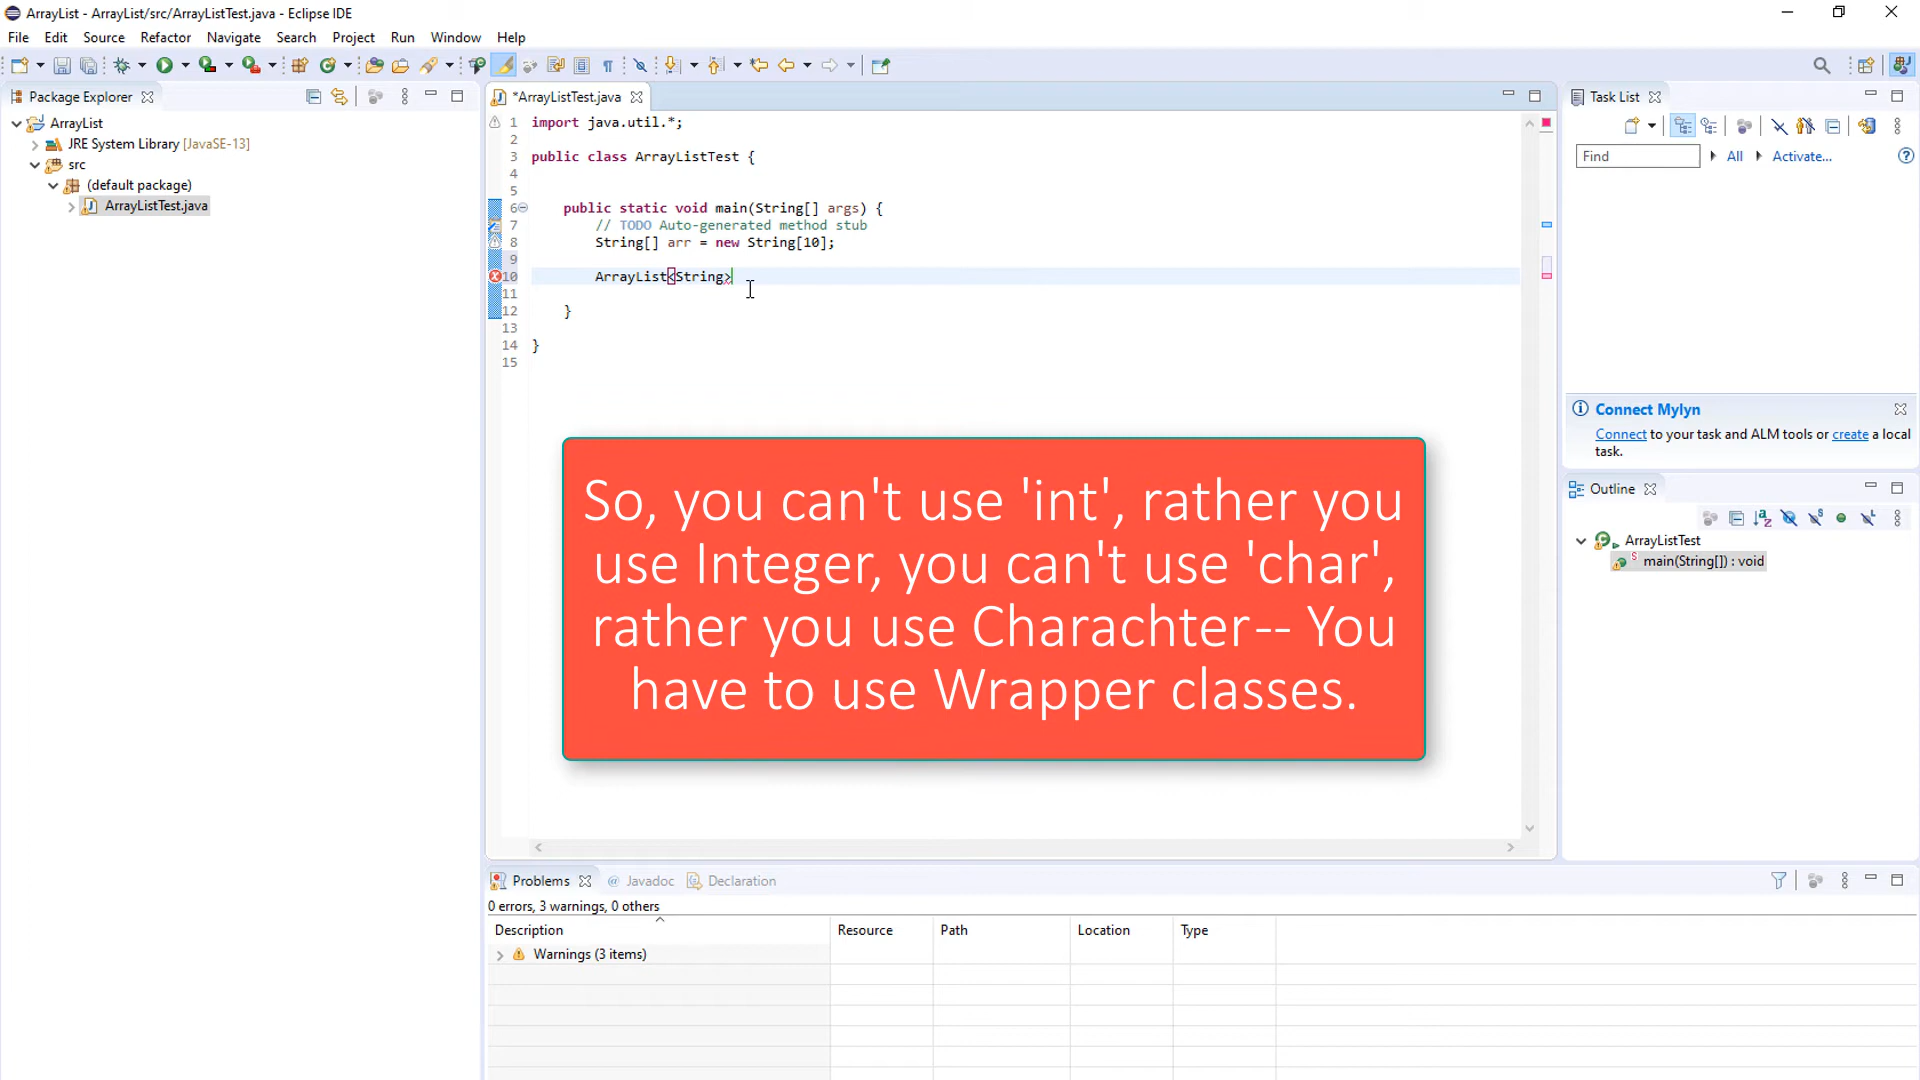 ArrayList - ArrayList/src/ArrayListTest.java - Eclipse IDE
File Edit Source Refactor Navigate Search Project Run Window Help
Package Explorer
ArrayList
JRE System Library [JavaSE-13]
src
(default package)
ArrayListTest.java
*ArrayListTest.java
1 import java.util.*;
2
3 public class ArrayListTest {
4
5
6 public static void main(String[] args) {
7 // TODO Auto-generated method stub
8 String[] arr = new String[10];
9
10 ArrayList<String>
11
12 }
13
14 }
15
So, you can't use 'int', rather you
use Integer, you can't use 'char',
rather you use Charachter-- You
have to use Wrapper classes.
Task List
Find All Activate...
Connect Mylyn
Connect to your task and ALM tools or create a local
task.
Outline
ArrayListTest
main(String[]) : void
Problems @ Javadoc Declaration
0 errors, 3 warnings, 0 others
Description Resource Path Location Type
Warnings (3 items)